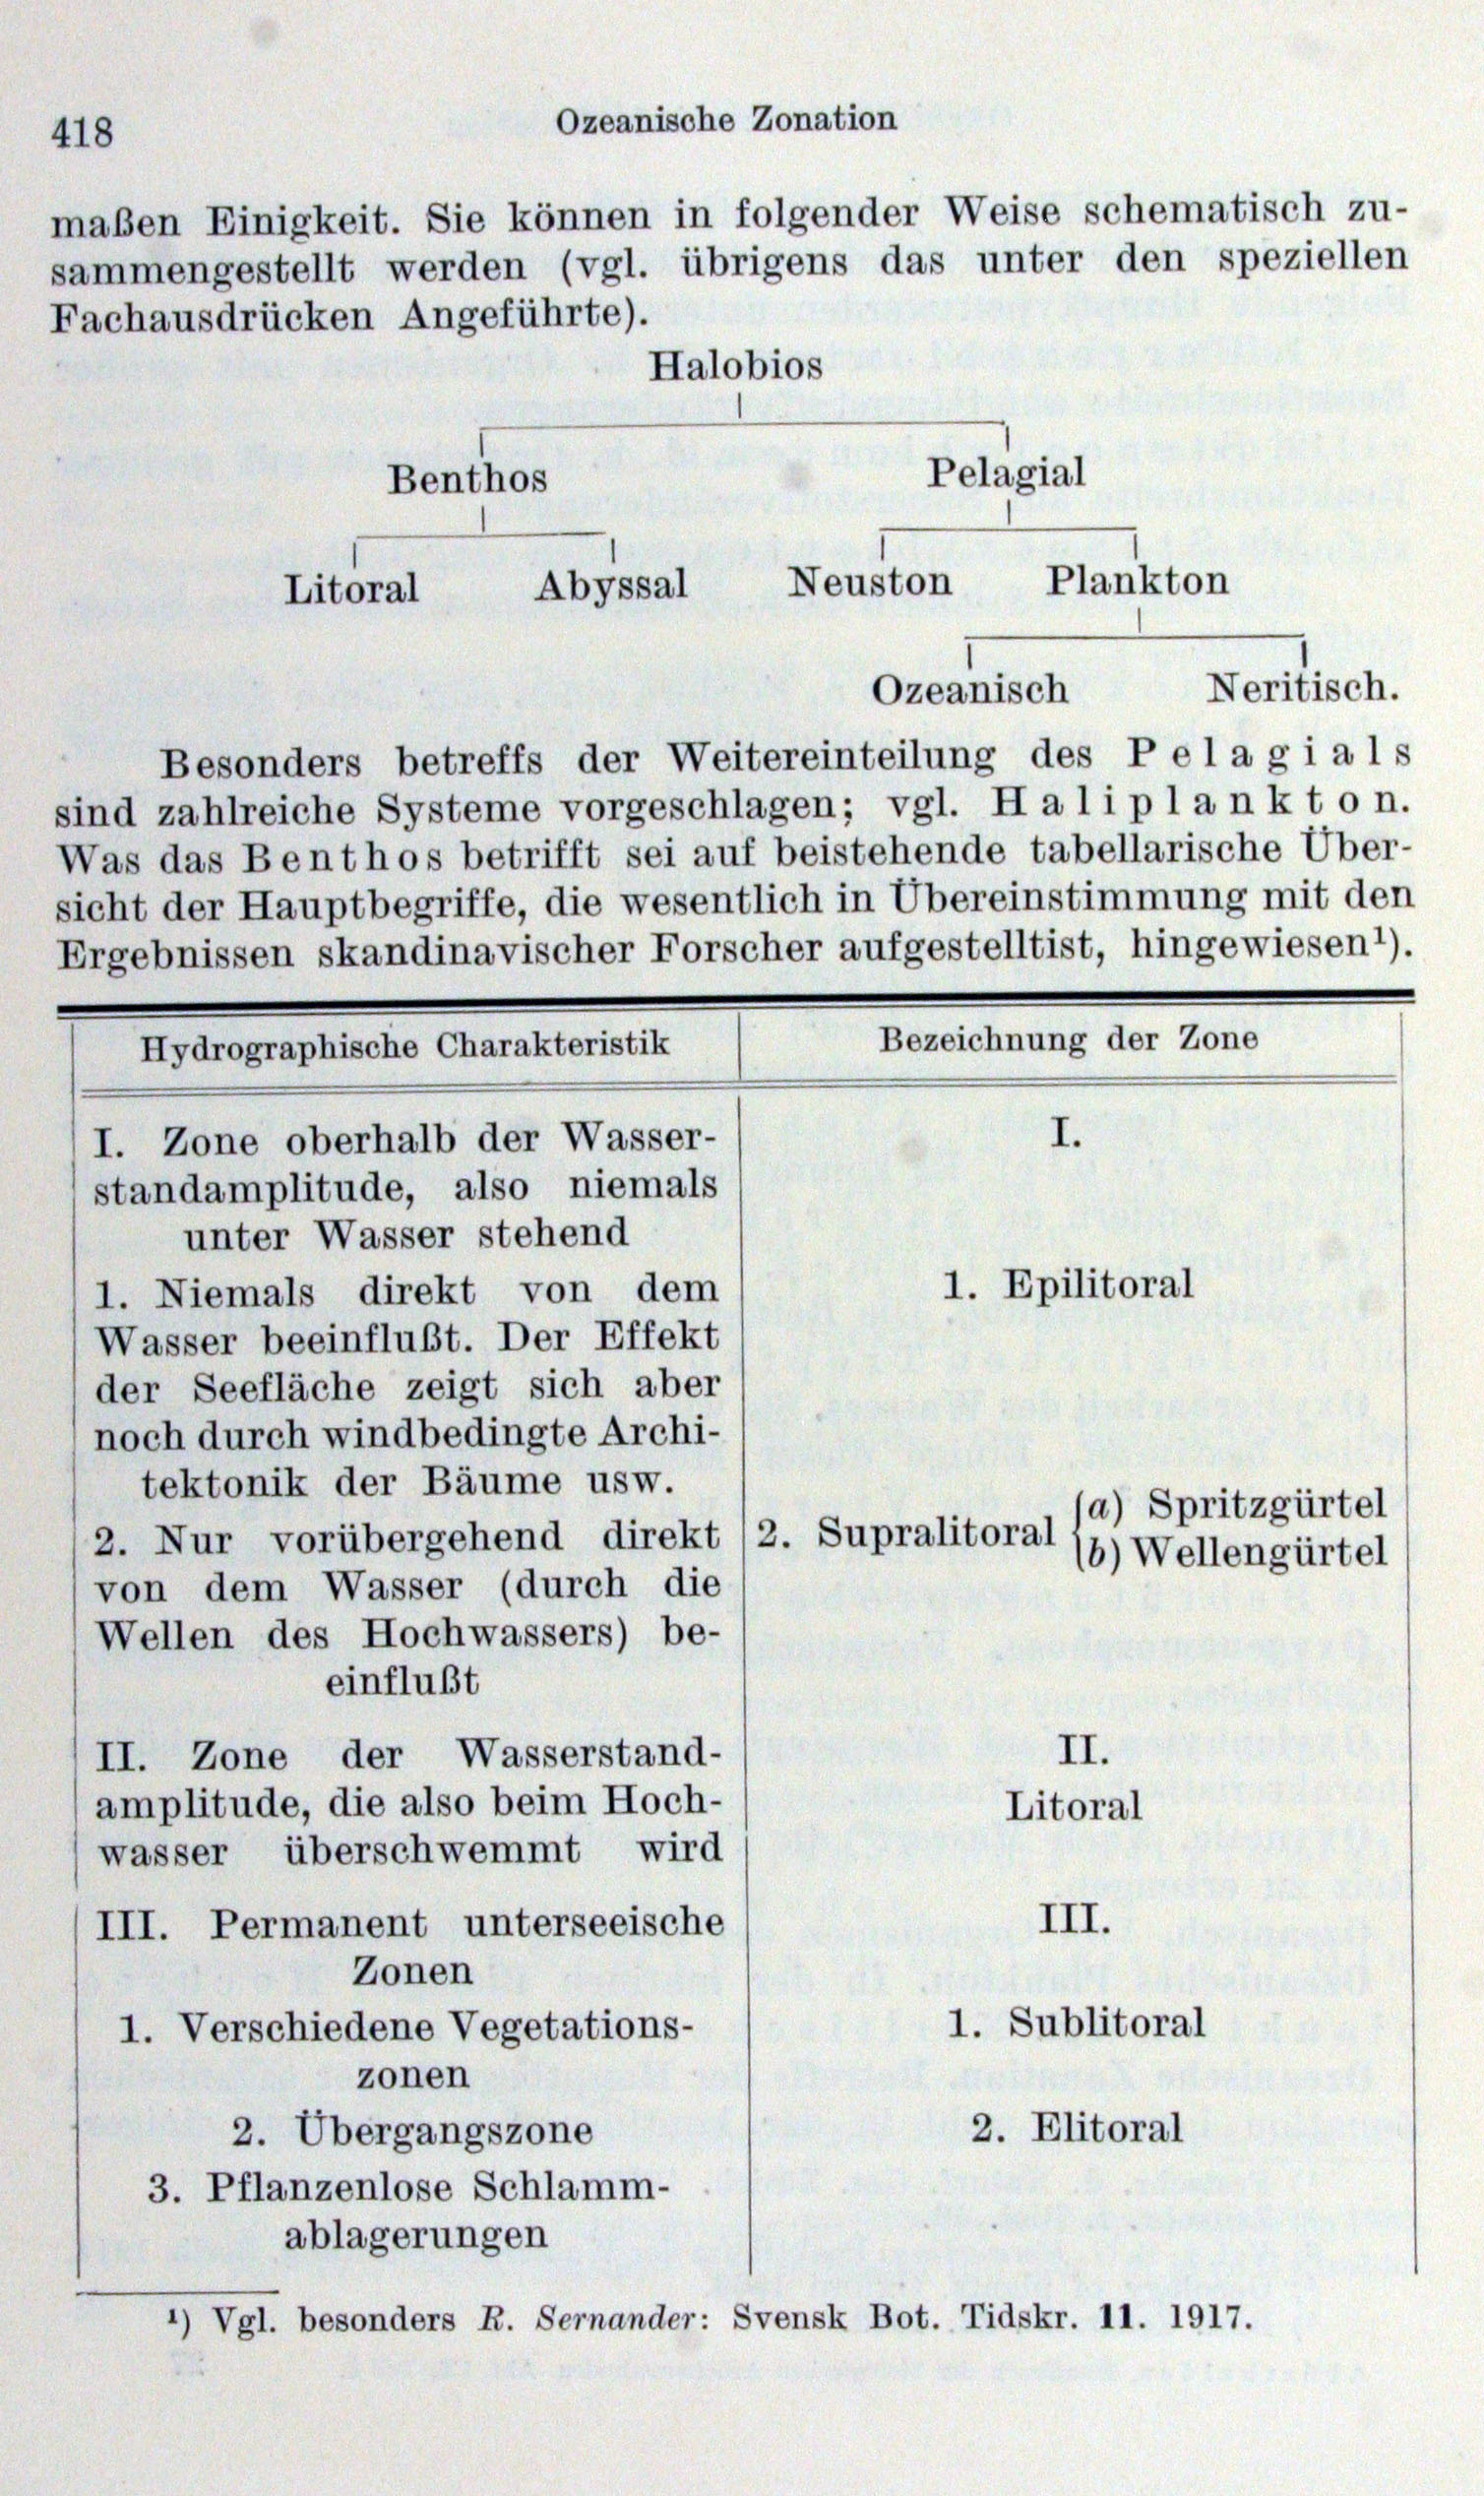 418
Ozeanische Zonation
maßen Einigkeit. Sie können in folgender Weise schematisch zu-
sammengestellt werden (vgl. übrigens das unter den speziellen
Fachausdrücken Angeführte).
Halobios
Benthos Pelagial
Litoral Abyssal Neuston Plankton
Ozeanisch Neritisch.
Besonders betreffs der Weitereinteilung des Pelagials
sind zahlreiche Systeme vorgeschlagen; vgl. Haliplankton.
Was das Benthos betrifft sei auf beistehende tabellarische Über-
sicht der Hauptbegriffe, die wesentlich in Übereinstimmung mit den
Ergebnissen skandinavischer Forscher aufgestelltist, hingewiesen¹).
Hydrographische Charakteristik
Bezeichnung der Zone
I. Zone oberhalb der Wasser-
standamplitude, also niemals
unter Wasser stehend
1. Niemals direkt von dem
Wasser beeinflußt. Der Effekt
der Seefläche zeigt sich aber
noch durch windbedingte Archi-
tektonik der Bäume usw.
2. Nur vorübergehend direkt
von dem Wasser (durch die
Wellen des Hochwassers) be-
einflußt
II. Zone der Wasserstand-
amplitude, die also beim Hoch-
wasser überschwemmt wird
III. Permanent unterseeische
Zonen
1. Verschiedene Vegetations-
zonen
2. Übergangszone
3. Pflanzenlose Schlamm-
ablagerungen
I.
1. Epilitoral
2. Supralitoral
a) Spritzgürtel
b) Wellengürtel
II.
Litoral
III.
1. Sublitoral
2. Elitoral
¹) Vgl. besonders R. Sernander: Svensk Bot. Tidskr. 11. 1917.